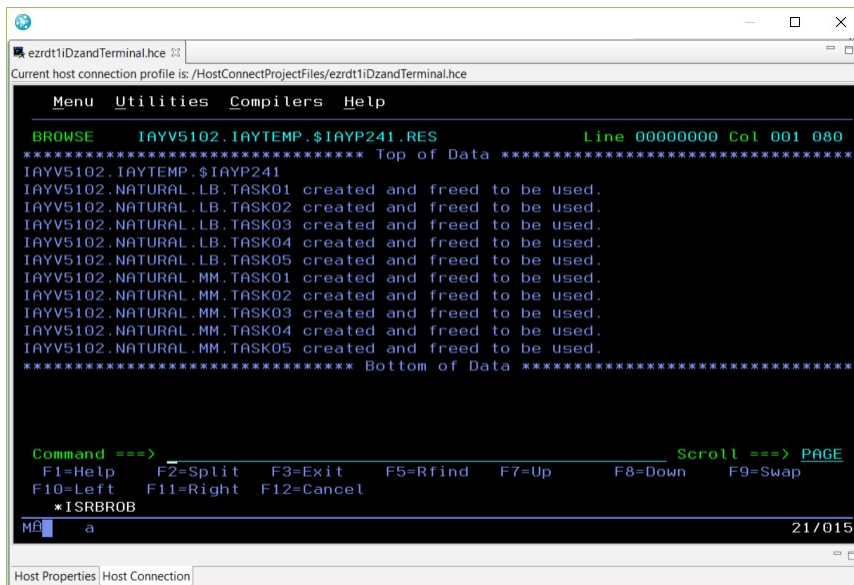 ezrdt1iDzandTerminal.hce
Current host connection profile is: /HostConnectProjectFiles/ezrdt1iDzandTerminal.hce
Menu Utilities Compilers Help
BROWSE IAYV5102.IAYTEMP.$IAYP241.RES Line 00000000 Col 001 080
********************************* Top of Data **********************************
IAYV5102.IAYTEMP.$IAYP241
IAYV5102.NATURAL.LB.TASK01 created and freed to be used.
IAYV5102.NATURAL.LB.TASK02 created and freed to be used.
IAYV5102.NATURAL.LB.TASK03 created and freed to be used.
IAYV5102.NATURAL.LB.TASK04 created and freed to be used.
IAYV5102.NATURAL.LB.TASK05 created and freed to be used.
IAYV5102.NATURAL.MM.TASK01 created and freed to be used.
IAYV5102.NATURAL.MM.TASK02 created and freed to be used.
IAYV5102.NATURAL.MM.TASK03 created and freed to be used.
IAYV5102.NATURAL.MM.TASK04 created and freed to be used.
IAYV5102.NATURAL.MM.TASK05 created and freed to be used.
******************************** Bottom of Data ********************************
Command ===> Scroll ===> PAGE
F1=Help F2=Split F3=Exit F5=Rfind F7=Up F8=Down F9=Swap
F10=Left F11=Right F12=Cancel
*ISRBROB
MA a 21/015
Host Properties Host Connection